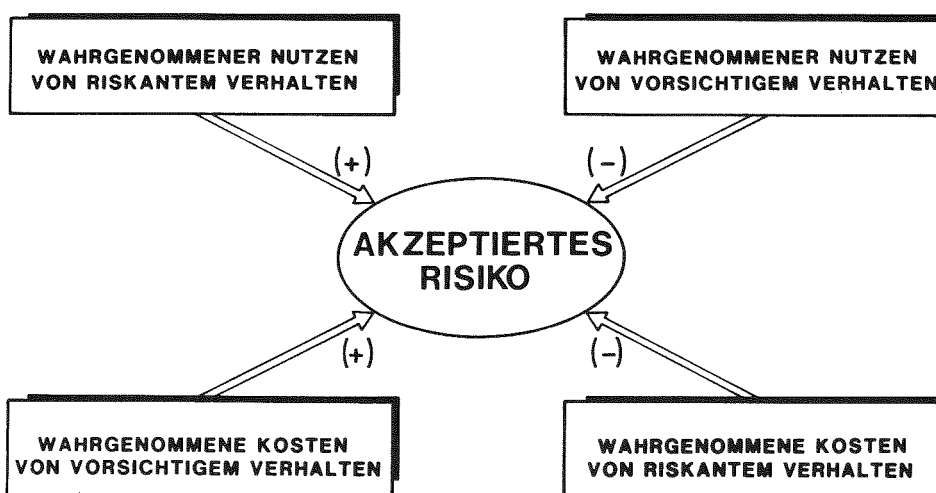 WAHRGENOMMENER NUTZEN
VON RISKANTEM VERHALTEN
WAHRGENOMMENER NUTZEN
VON VORSICHTIGEM VERHALTEN
(+)
(-)
AKZEPTIERTES
RISIKO
(+)
(-)
WAHRGENOMMENE KOSTEN
VON VORSICHTIGEM VERHALTEN
WAHRGENOMMENE KOSTEN
VON RISKANTEM VERHALTEN